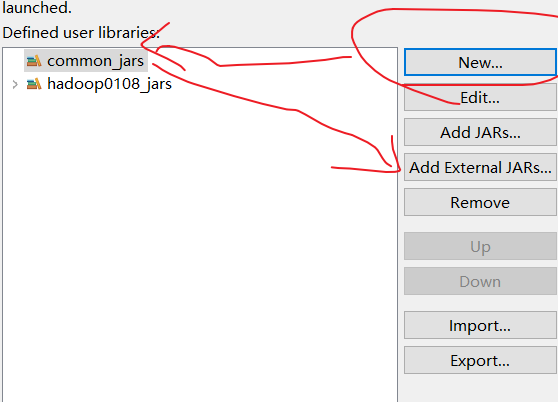 launched.
Defined user libraries:
common_jars
hadoop0108_jars
New...
Edit...
Add JARs...
Add External JARs...
Remove
Up
Down
Import...
Export...